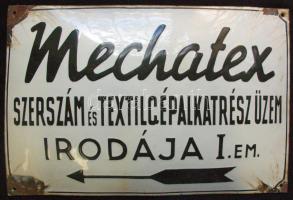 Mechatex
SZERSZÁM ÉS TEXTILGÉPALKATRÉSZ ÜZEM
IRODÁJA I. EM.